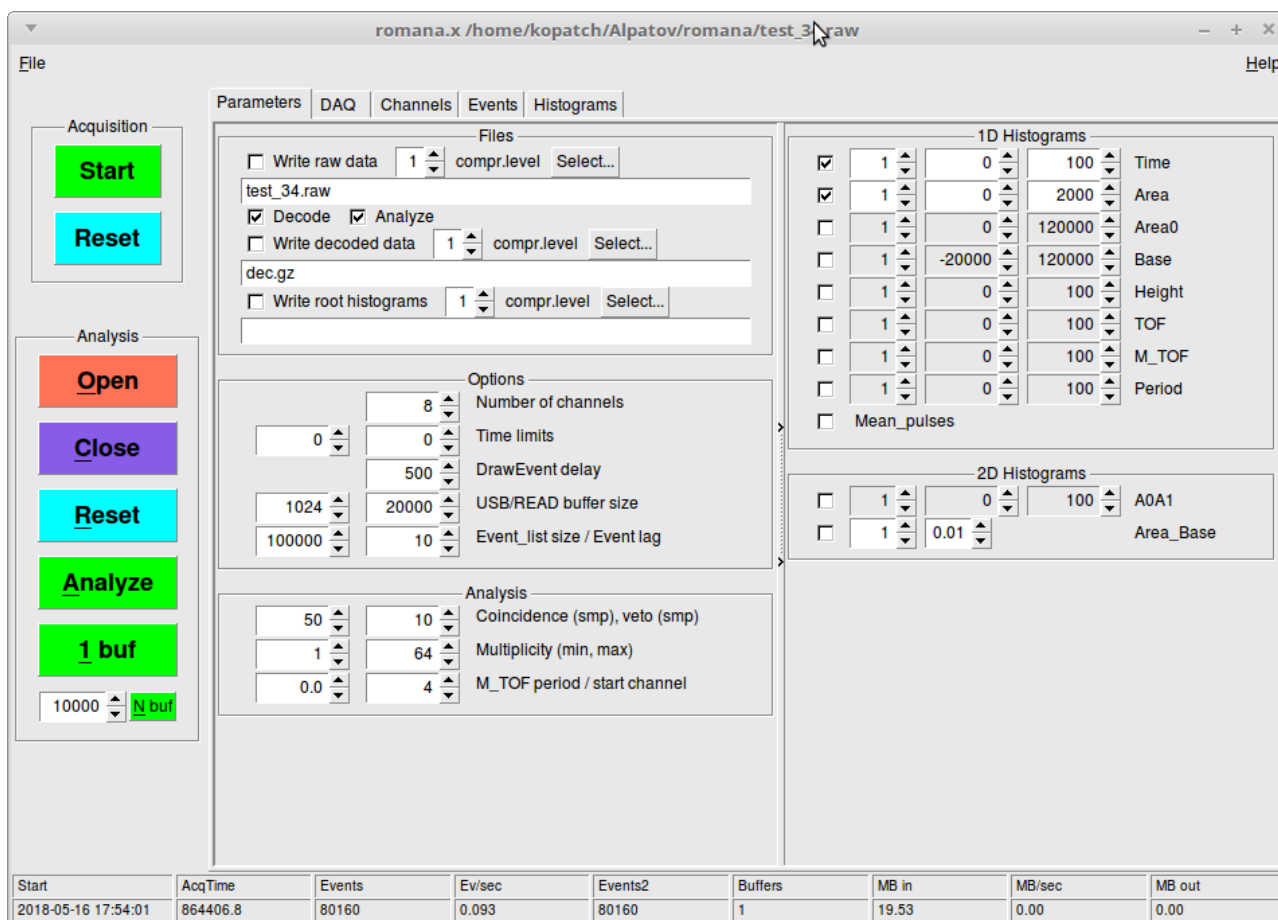 romana.x /home/kopatch/Alpatov/romana/test_34.raw
File
Help
Parameters DAQ Channels Events Histograms
Acquisition
Start
Reset
Analysis
Open
Close
Reset
Analyze
1 buf
10000 N buf
Files
Write raw data 1 compr.level Select...
test_34.raw
Decode Analyze
Write decoded data 1 compr.level Select...
dec.gz
Write root histograms 1 compr.level Select...
Options
8 Number of channels
0 0 Time limits
500 DrawEvent delay
1024 20000 USB/READ buffer size
100000 10 Event_list size / Event lag
Analysis
50 10 Coincidence (smp), veto (smp)
1 64 Multiplicity (min, max)
0.0 4 M_TOF period / start channel
1D Histograms
1 0 100 Time
1 0 2000 Area
1 0 120000 Area0
1 -20000 120000 Base
1 0 100 Height
1 0 100 TOF
1 0 100 M_TOF
1 0 100 Period
Mean_pulses
2D Histograms
1 0 100 A0A1
1 0.01 Area_Base
Start AcqTime Events Ev/sec Events2 Buffers MB in MB/sec MB out
2018-05-16 17:54:01 864406.8 80160 0.093 80160 1 19.53 0.00 0.00